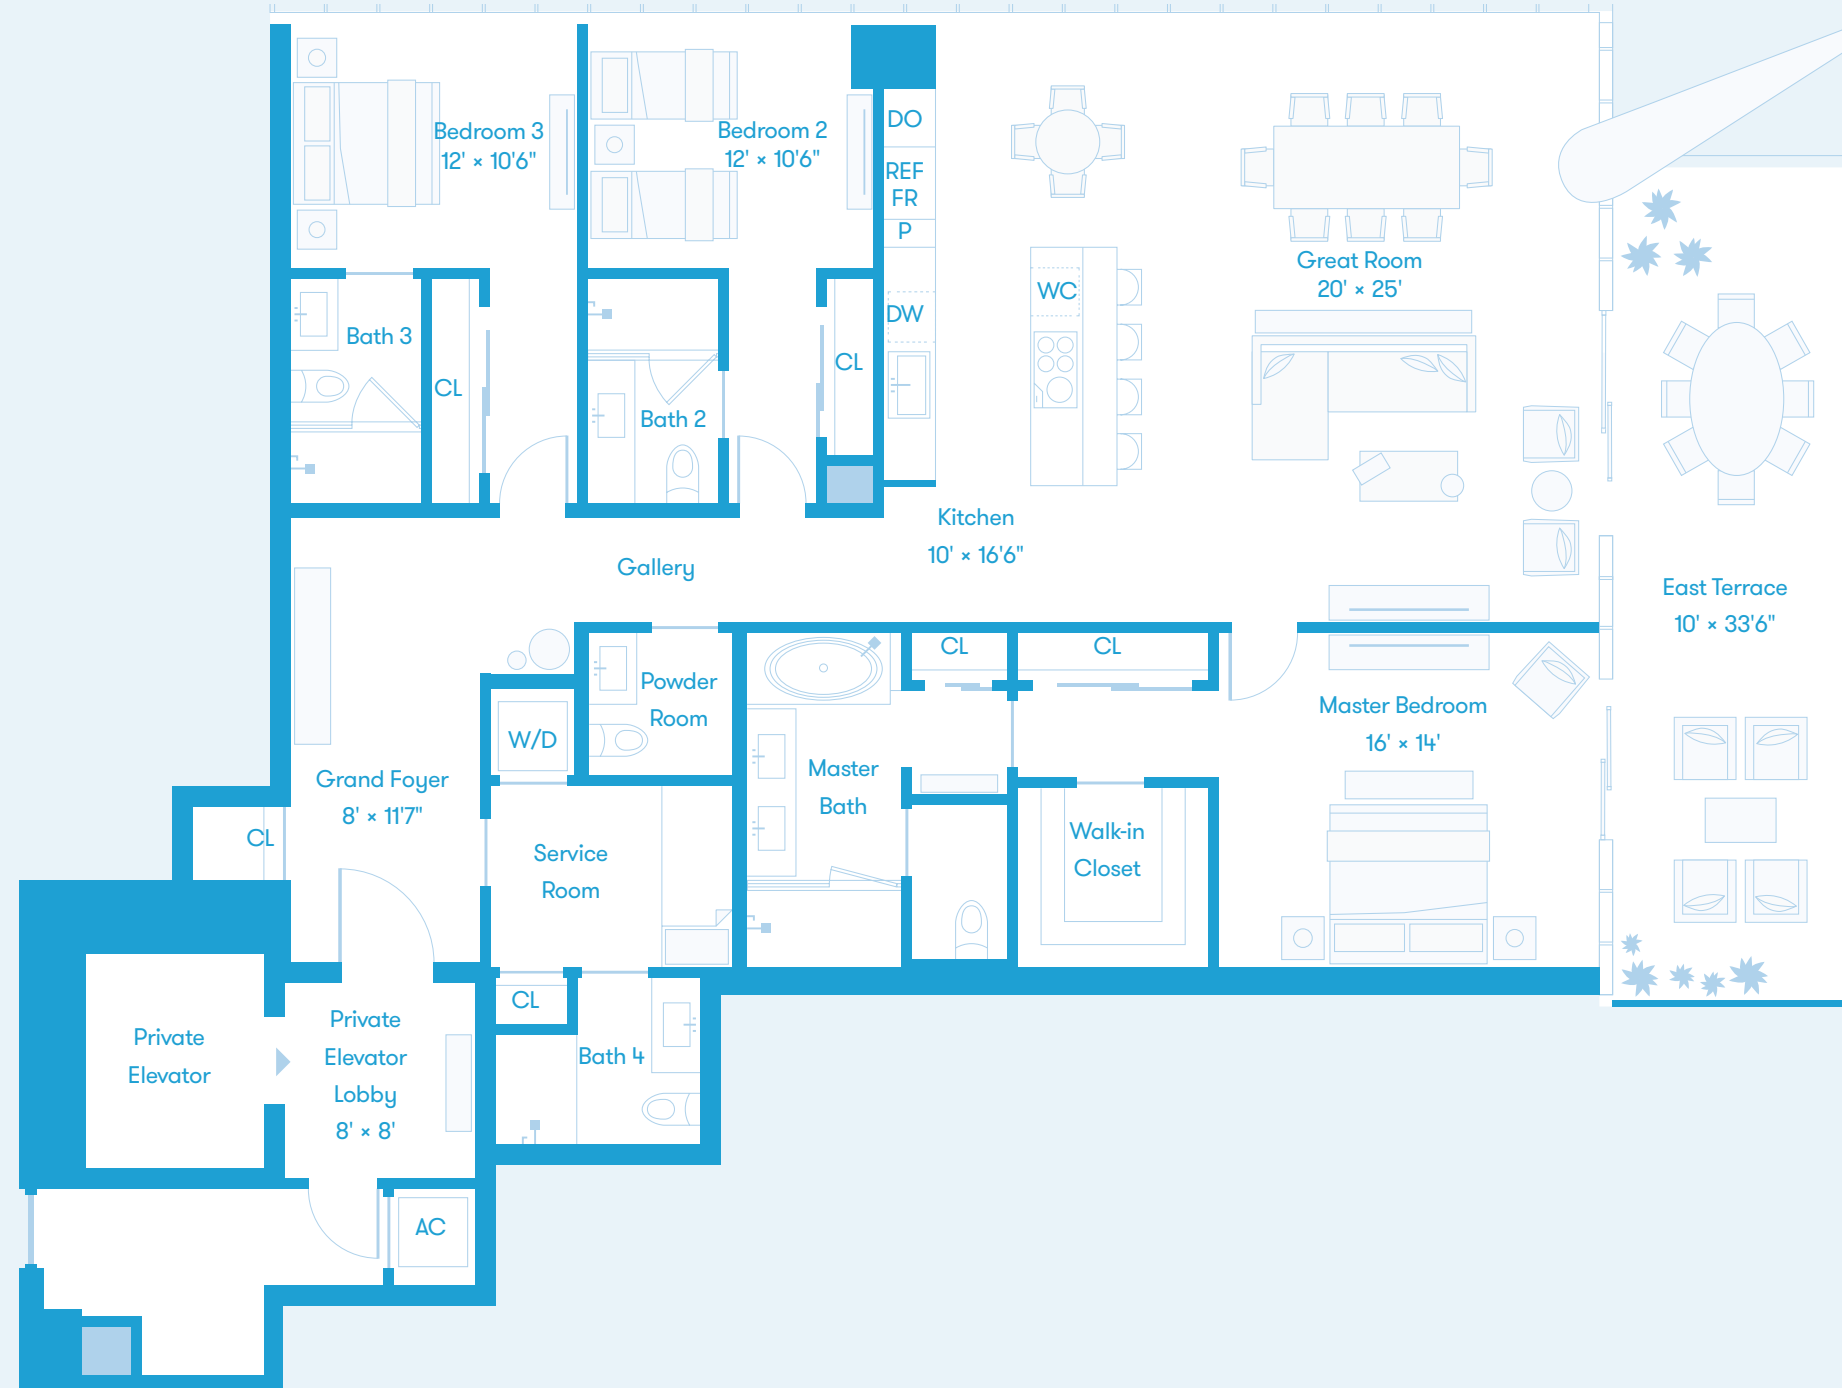 Bedroom 3
12' × 10'6"
Bedroom 2
12' × 10'6"
DO
REF
FR
P
DW
WC
Great Room
20' × 25'
Bath 3
CL
Bath 2
CL
Kitchen
10' × 16'6"
Gallery
East Terrace
10' × 33'6"
CL
CL
Powder
Room
W/D
Master Bedroom
16' × 14'
Master
Bath
Grand Foyer
8' × 11'7"
CL
Walk-in
Closet
Service
Room
CL
Private
Elevator
Private
Elevator
Lobby
8' × 8'
Bath 4
AC